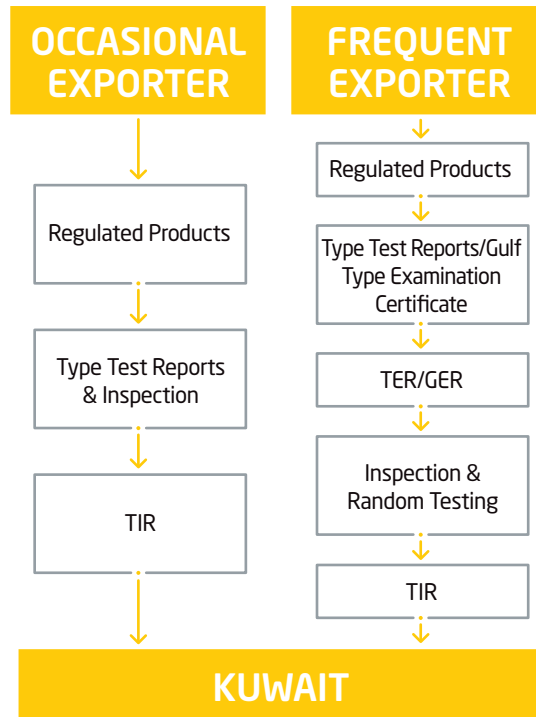 OCCASIONAL
EXPORTER
Regulated Products
Type Test Reports
& Inspection
TIR
FREQUENT
EXPORTER
Regulated Products
Type Test Reports/Gulf
Type Examination
Certificate
TER/GER
Inspection &
Random Testing
TIR
KUWAIT